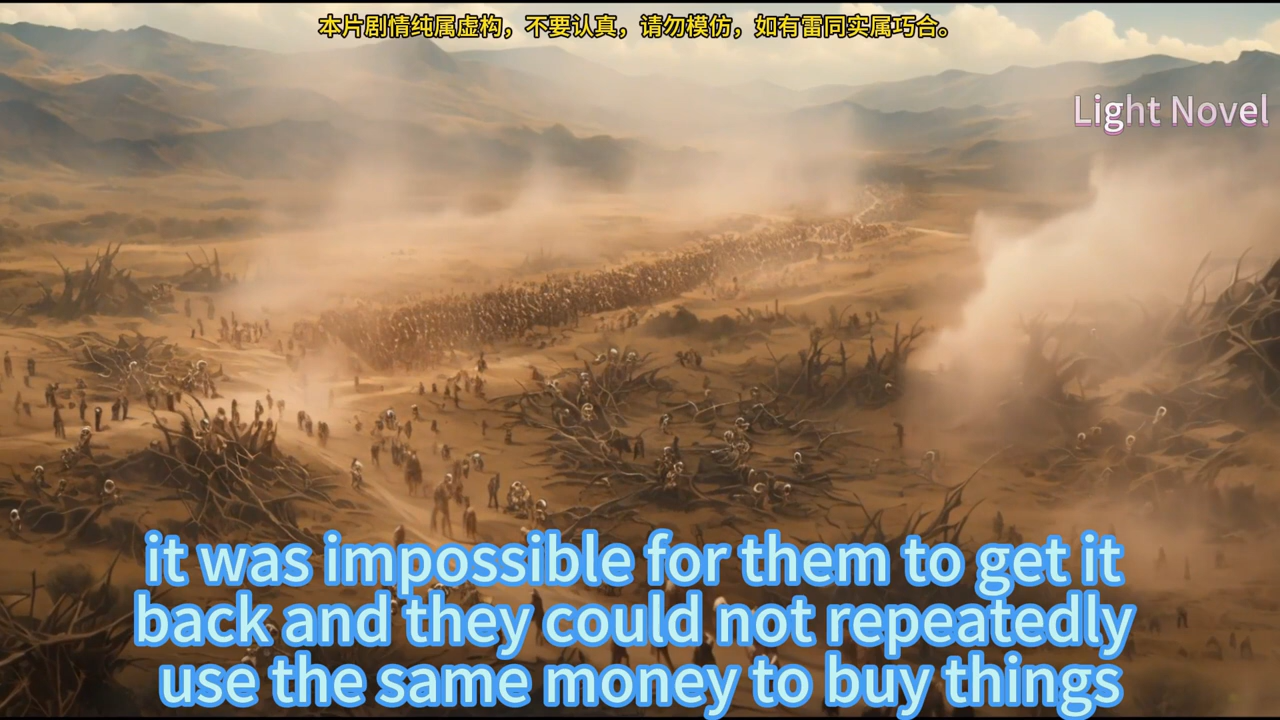 本片剧情纯属虚构，不要认真，请勿模仿，如有雷同实属巧合。
Light Novel
it was impossible for them to get it
back and they could not repeatedly
use the same money to buy things